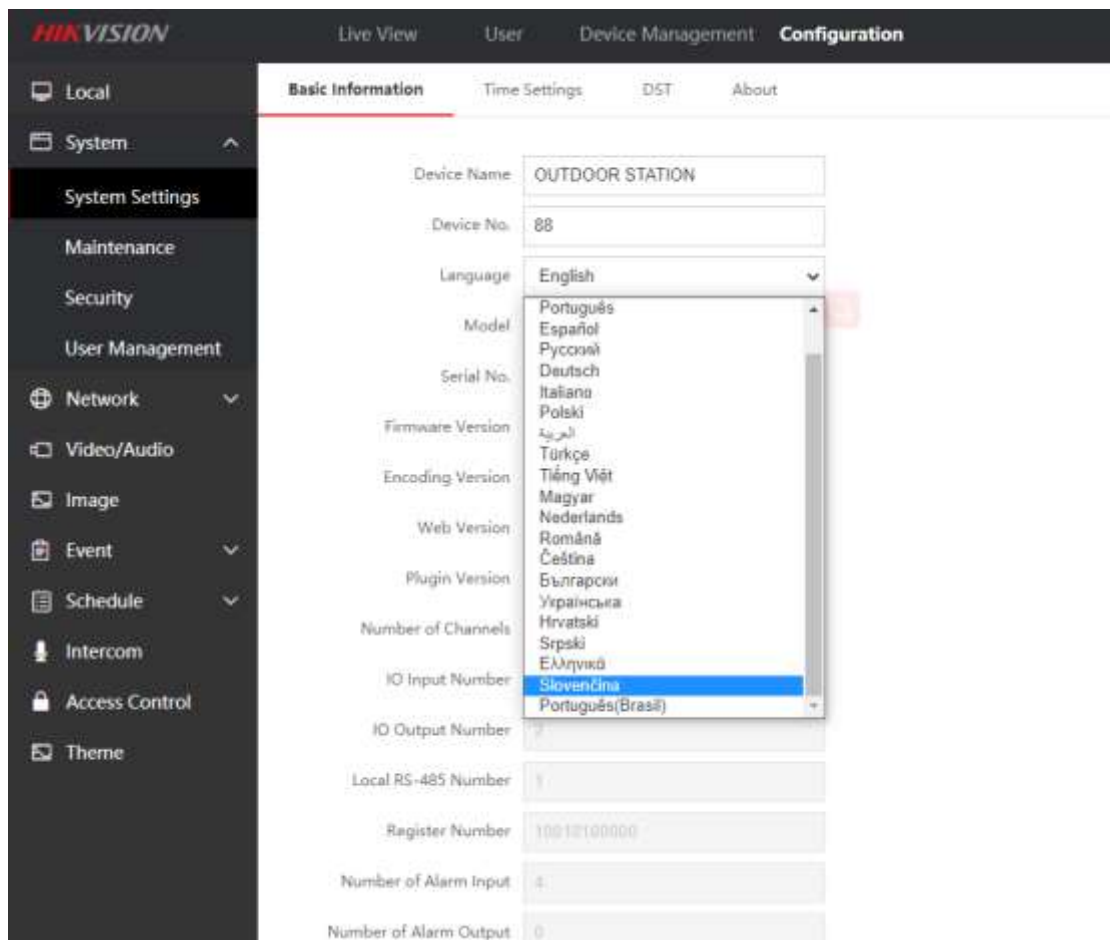 HIKVISION
Live View User Device Management Configuration
Local
System
System Settings
Maintenance
Security
User Management
Network
Video/Audio
Image
Event
Schedule
Intercom
Access Control
Theme
Basic Information Time Settings DST About
Device Name OUTDOOR STATION
Device No. 88
Language English
Português
Español
Русский
Deutsch
Italiano
Polski
العربية
Türkçe
Tiếng Việt
Magyar
Nederlands
Română
Čeština
Български
Українська
Hrvatski
Srpski
Ελληνικά
Slovenčina
Português(Brasil)
Model
Serial No.
Firmware Version
Encoding Version
Web Version
Plugin Version
Number of Channels
IO Input Number
IO Output Number 2
Local RS-485 Number 1
Register Number 10012100000
Number of Alarm Input 4
Number of Alarm Output 0